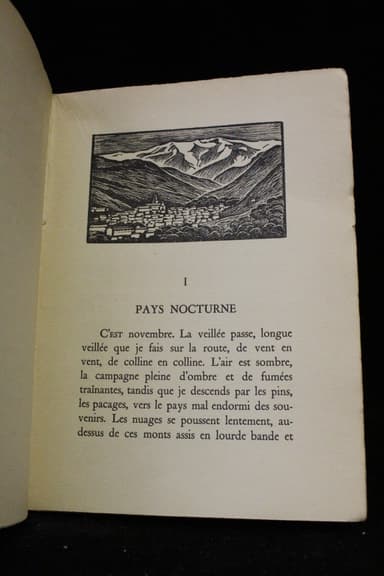 I
PAYS NOCTURNE
C'EST novembre. La veillée passe, longue
veillée que je fais sur la route, de vent en
vent, de colline en colline. L'air est sombre,
la campagne pleine d'ombre et de fumées
traînantes, tandis que je descends par les pins,
les pacages, vers le pays mal endormi des sou-
venirs. Les nuages se poussent lentement, au-
dessus de ces monts assis en lourde bande et